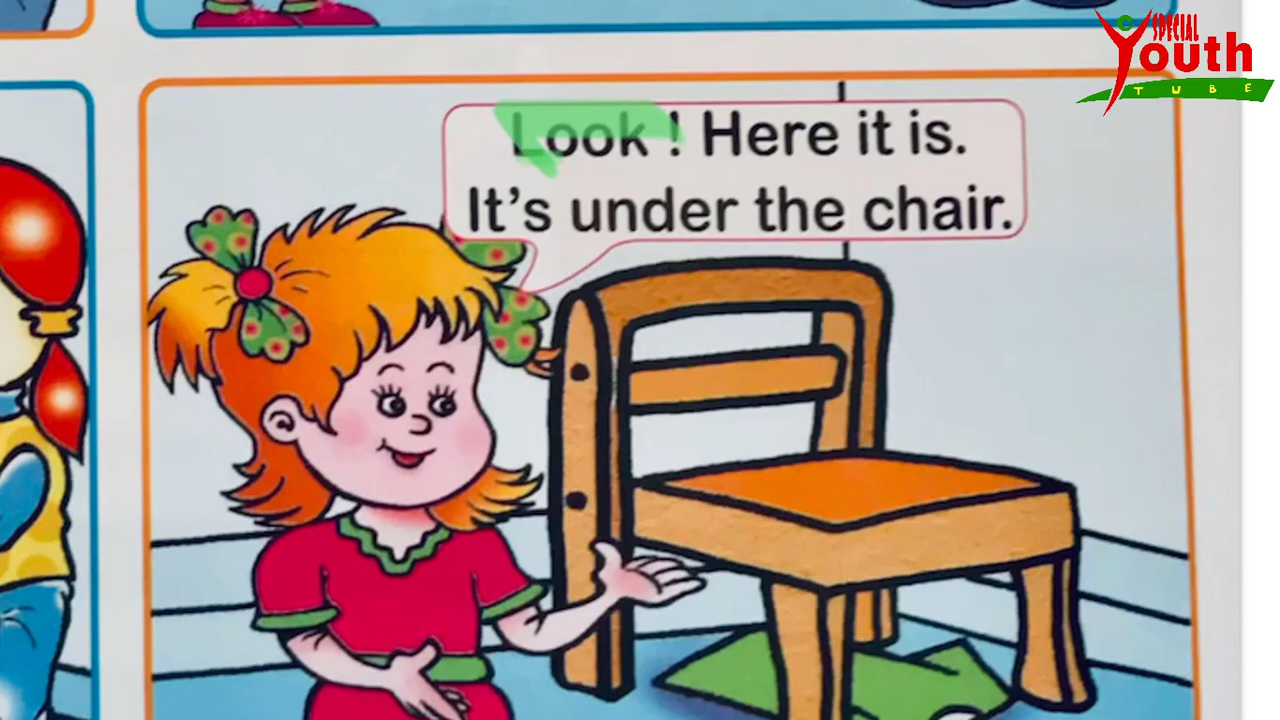 SPECIAL
Youth
TUBE
Look ! Here it is.
It's under the chair.